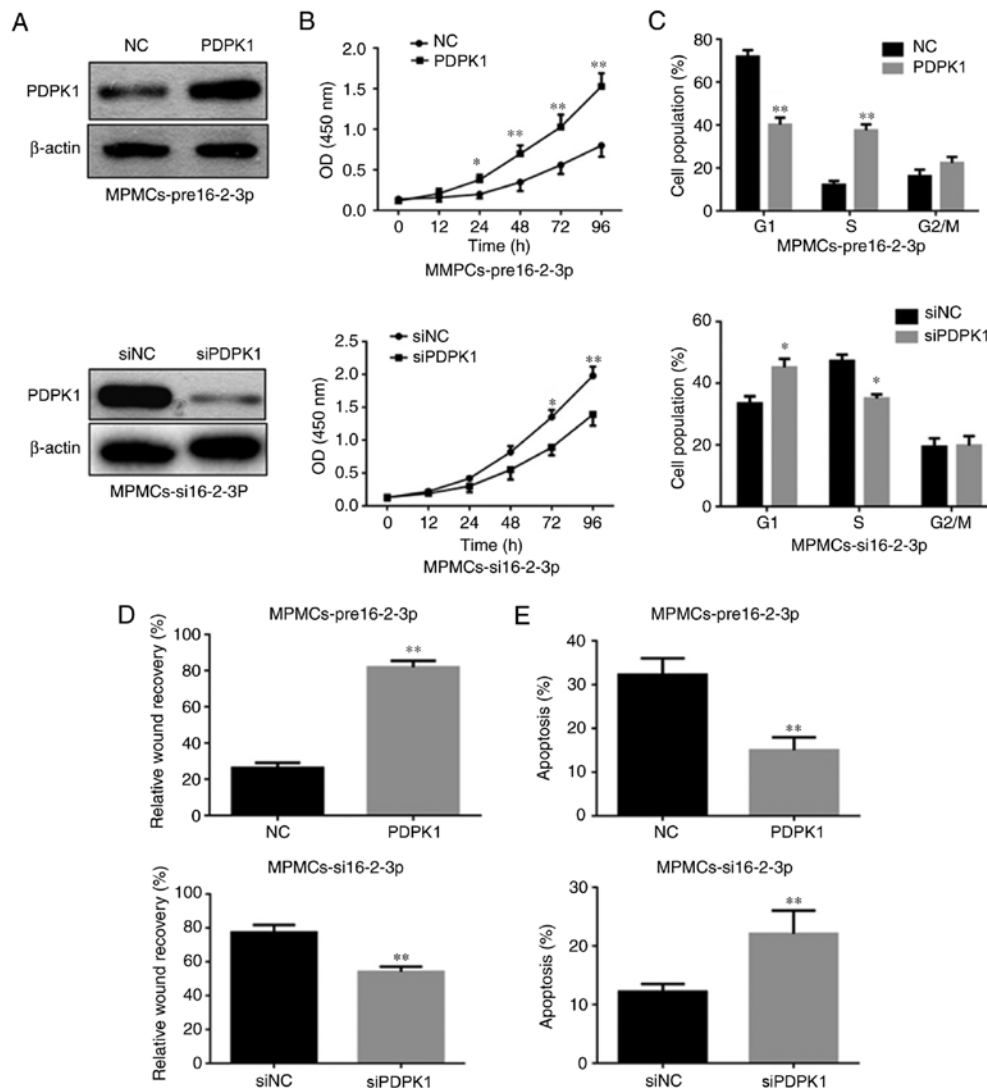 A
NC PDPK1
PDPK1
β-actin
MPMCs-pre16-2-3p
siNC siPDPK1
PDPK1
β-actin
MPMCs-si16-2-3P
B
NC
PDPK1
OD (450 nm)
2.0
1.5
1.0
0.5
0.0
* ** ** **
0 12 24 48 72 96
Time (h)
MMPCs-pre16-2-3p
siNC
siPDPK1
OD (450 nm)
2.5
2.0
1.5
1.0
0.5
0.0
* **
0 12 24 48 72 96
Time (h)
MPMCs-si16-2-3p
C
NC
PDPK1
Cell population (%)
80
60
40
20
0
** **
G1 S G2/M
MPMCs-pre16-2-3p
siNC
siPDPK1
Cell population (%)
60
40
20
0
* *
G1 S G2/M
MPMCs-si16-2-3p
D
MPMCs-pre16-2-3p
Relative wound recovery (%)
100
80
60
40
20
0
**
NC PDPK1
MPMCs-si16-2-3p
Relative wound recovery (%)
100
80
60
40
20
0
**
siNC siPDPK1
E
MPMCs-pre16-2-3p
Apoptosis (%)
40
30
20
10
0
**
NC PDPK1
MPMCs-si16-2-3p
Apoptosis (%)
30
20
10
0
**
siNC siPDPK1